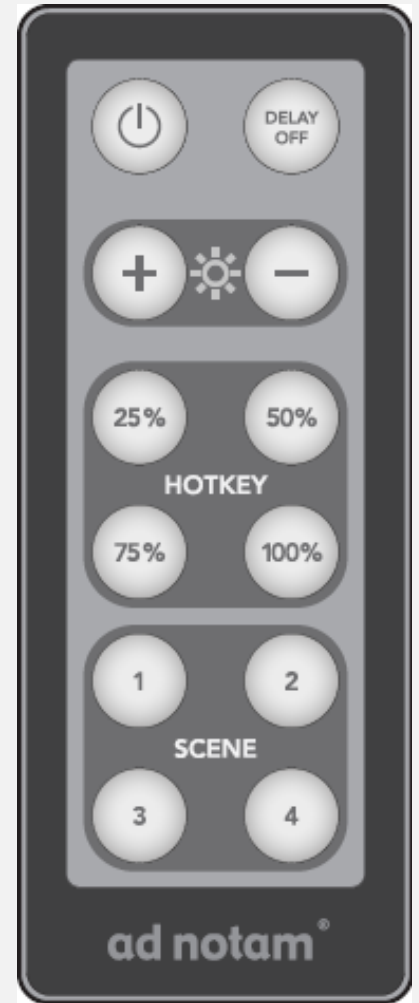 DELAY
OFF
+ −
25% 50%
HOTKEY
75% 100%
1 2
SCENE
3 4
ad notam®